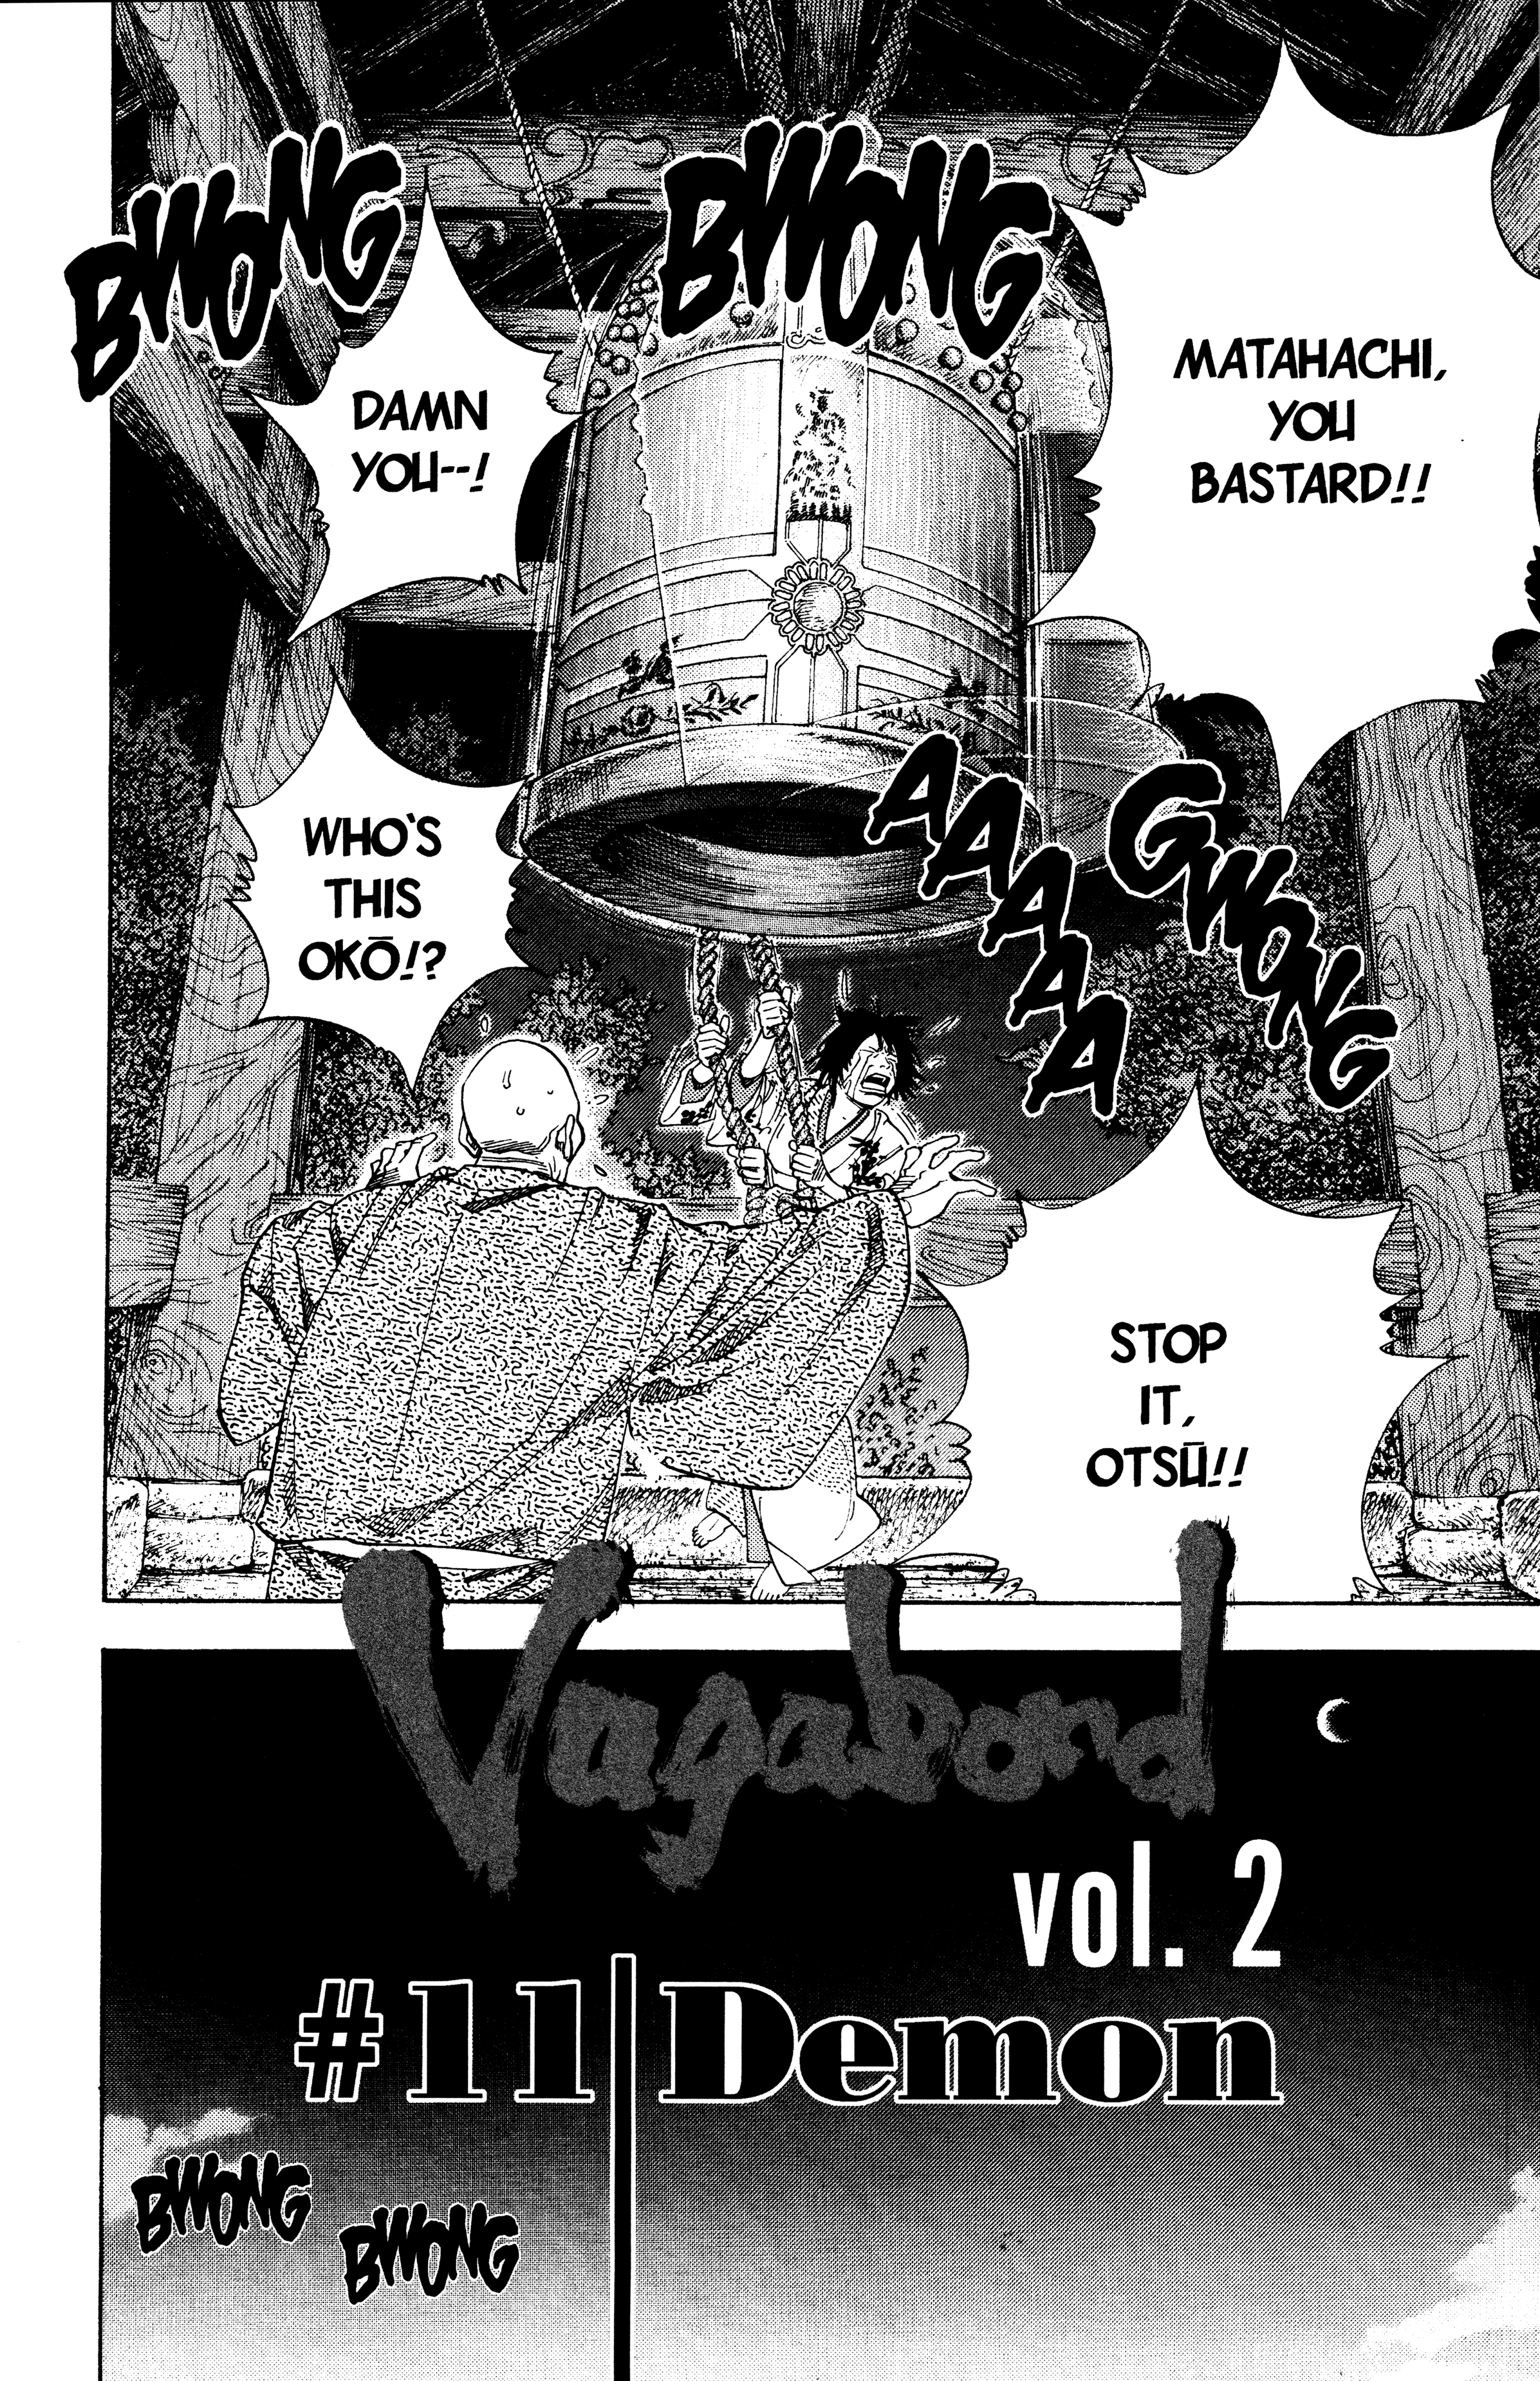 MATAHACHI,
YOU
BASTARD!!
BWONG
BWONG
DAMN
YOU--!
WHO'S
THIS
OKŌ!?
GWONG
AAAAA
STOP
IT,
OTSŪ!!
Vagabond
vol. 2
#11 Demon
BWONG
BWONG